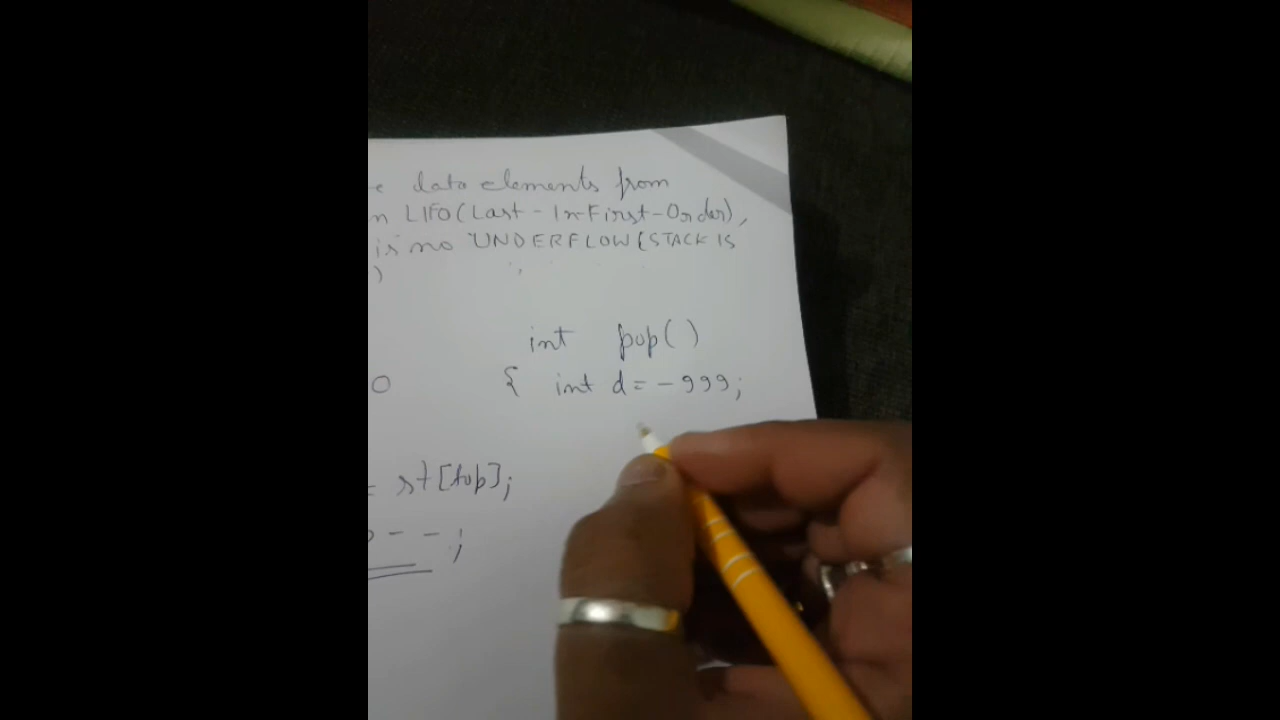 e data elements from
n LIFO (Last-In-First-Order),
is no "UNDERFLOW (STACK IS
)
int pop()
0 { int d = -999;
= st[top];
- - ;